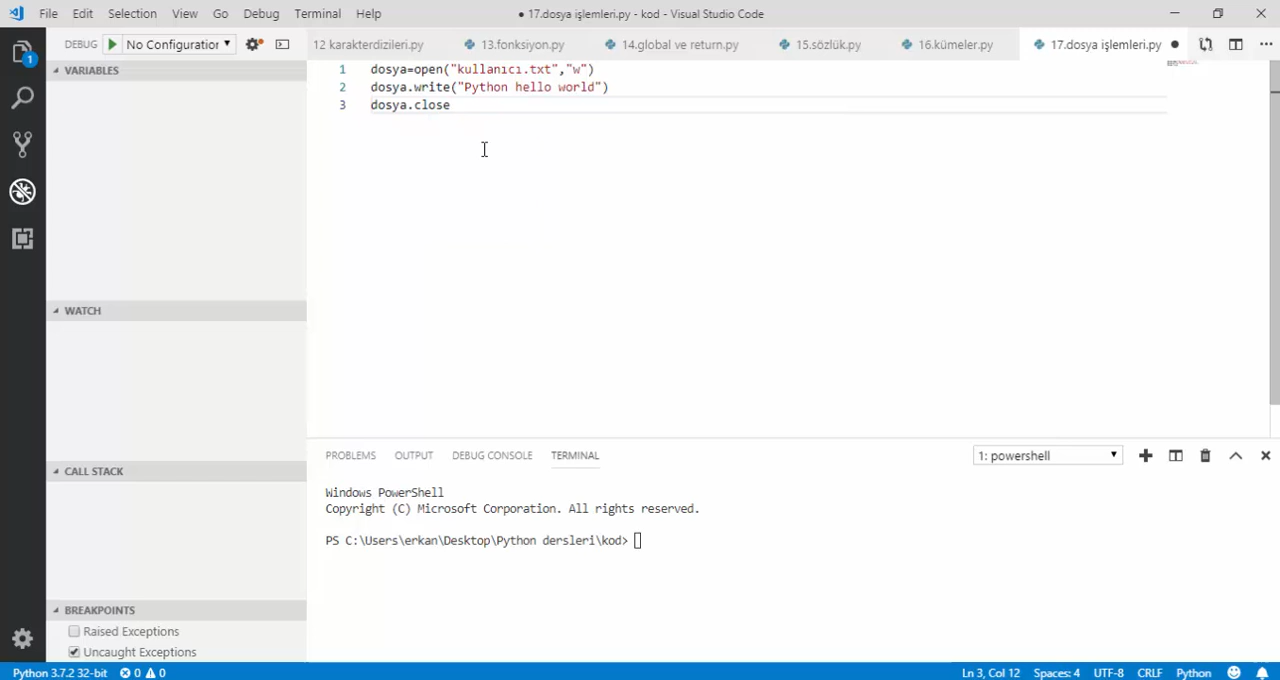 File Edit Selection View Go Debug Terminal Help
● 17.dosya işlemleri.py - kod - Visual Studio Code
DEBUG No Configuration
12 karakterdizileri.py 13.fonksiyon.py 14.global ve return.py 15.sözlük.py 16.kümeler.py 17.dosya işlemleri.py
1
VARIABLES
WATCH
CALL STACK
BREAKPOINTS
Raised Exceptions
Uncaught Exceptions
1 dosya=open("kullanıcı.txt","w")
2 dosya.write("Python hello world")
3 dosya.close
PROBLEMS OUTPUT DEBUG CONSOLE TERMINAL
1: powershell
Windows PowerShell
Copyright (C) Microsoft Corporation. All rights reserved.
PS C:\Users\erkan\Desktop\Python dersleri\kod>
Python 3.7.2 32-bit 0 0 Ln 3, Col 12 Spaces: 4 UTF-8 CRLF Python